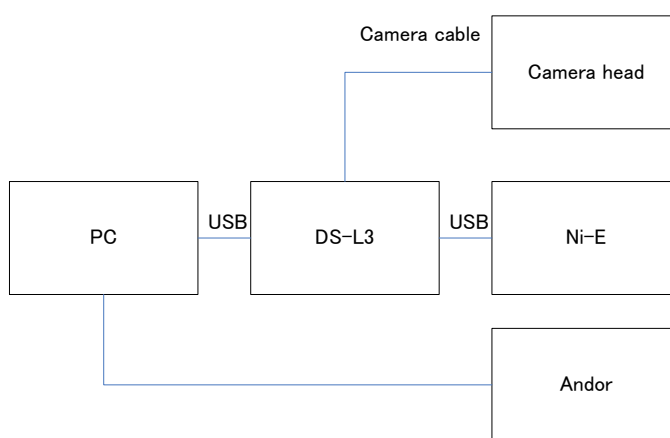 Camera cable
Camera head
PC
USB
DS-L3
USB
Ni-E
Andor